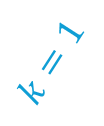 k = 1